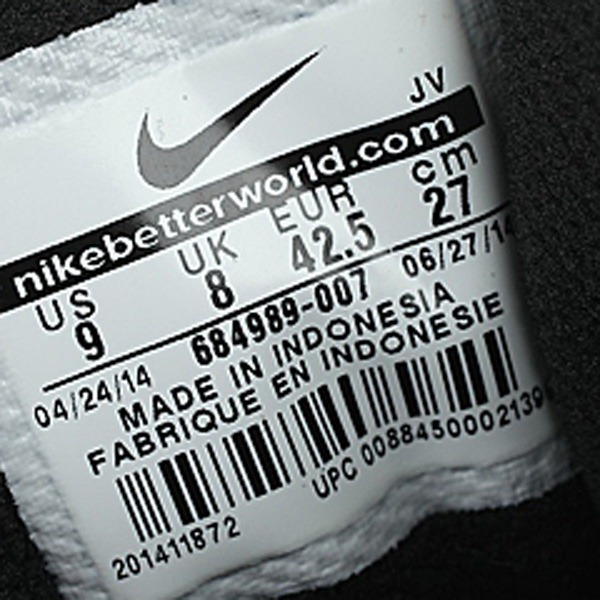 JV
nikebetterworld.com
US UK EUR cm
9 8 42.5 27
04/24/14 684989-007 06/27/14
MADE IN INDONESIA
FABRIQUE EN INDONESIE
UPC 0088450002139
201411872